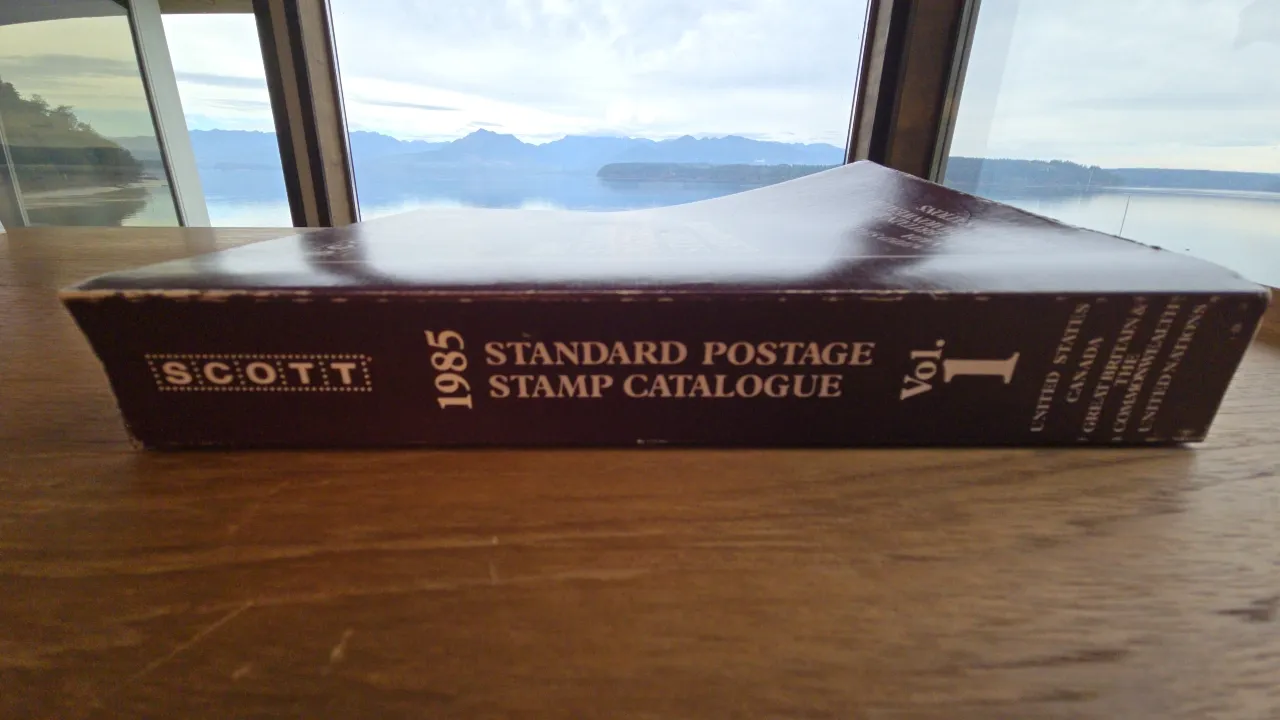 SCOTT
1985
STANDARD POSTAGE
STAMP CATALOGUE
Vol.
1
UNITED STATES
CANADA
GREAT BRITAIN &
THE
COMMONWEALTH
UNITED NATIONS